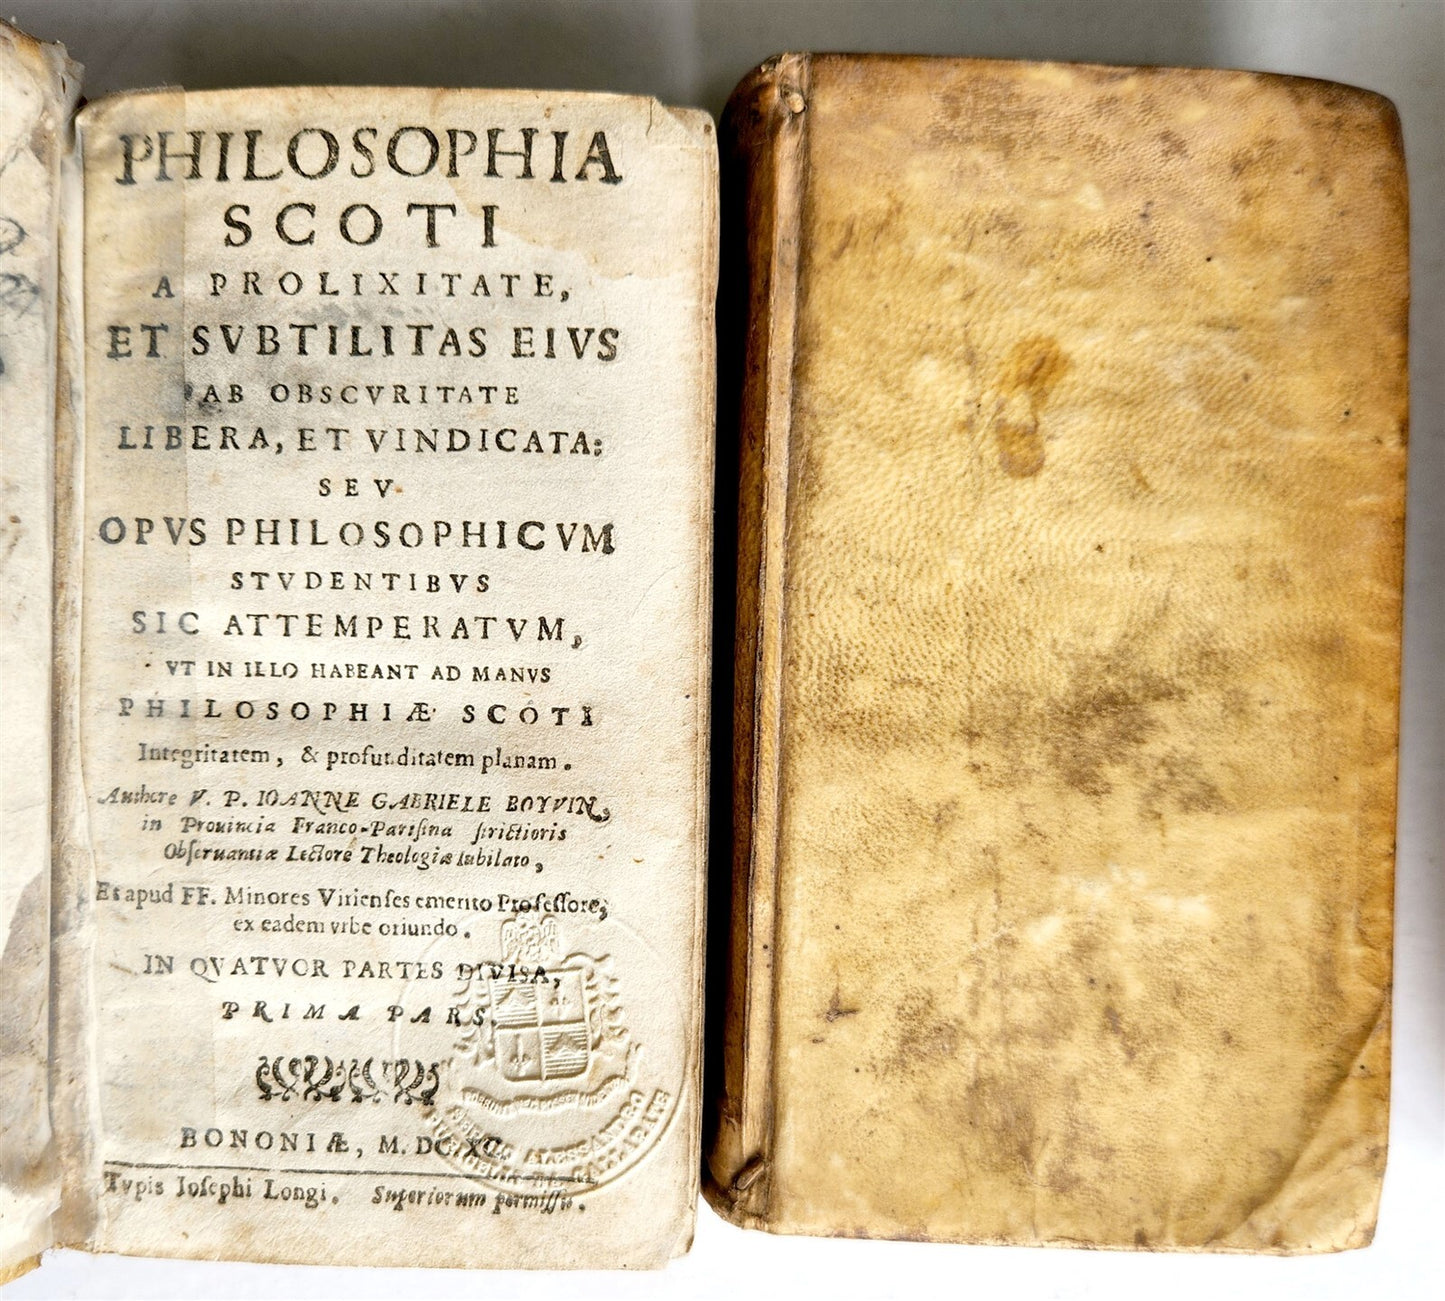 PHILOSOPHIA
SCOTI
A PROLIXITATE,
ET SVBTILITAS EIVS
AB OBSCVRITATE
LIBERA, ET VINDICATA;
SEV
OPVS PHILOSOPHICVM
STVDENTIBVS
SIC ATTEMPERATVM,
VT IN ILLO HABEANT AD MANVS
PHILOSOPHIÆ SCOTI
Integritatem, & profunditatem planam.
Authore V. P. IOANNE GABRIELE BOYVIN,
in Prouincia Franco-Parisina strictioris
Obseruantiæ Lectore Theologiæ Iubilato,
Et apud FF. Minores Virienses emerito Professore,
ex eadem vrbe oriundo.
IN QVATVOR PARTES DIVISA,
PRIMA PARS.
BONONIÆ, M. DC. XC.
Typis Iosephi Longi. Superiorum permissu.
ALESSANDRO